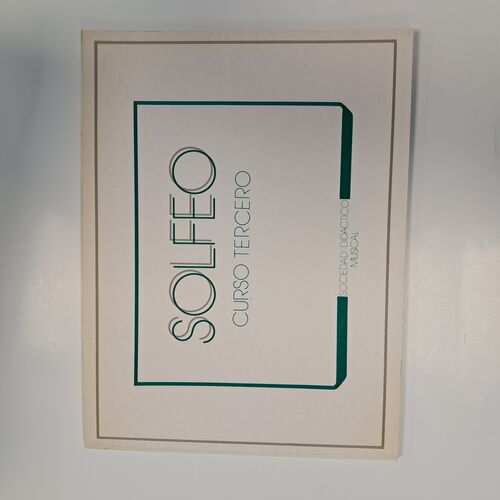 SOLFEO
CURSO TERCERO
SOCIEDAD DIDACTICO
MUSICAL